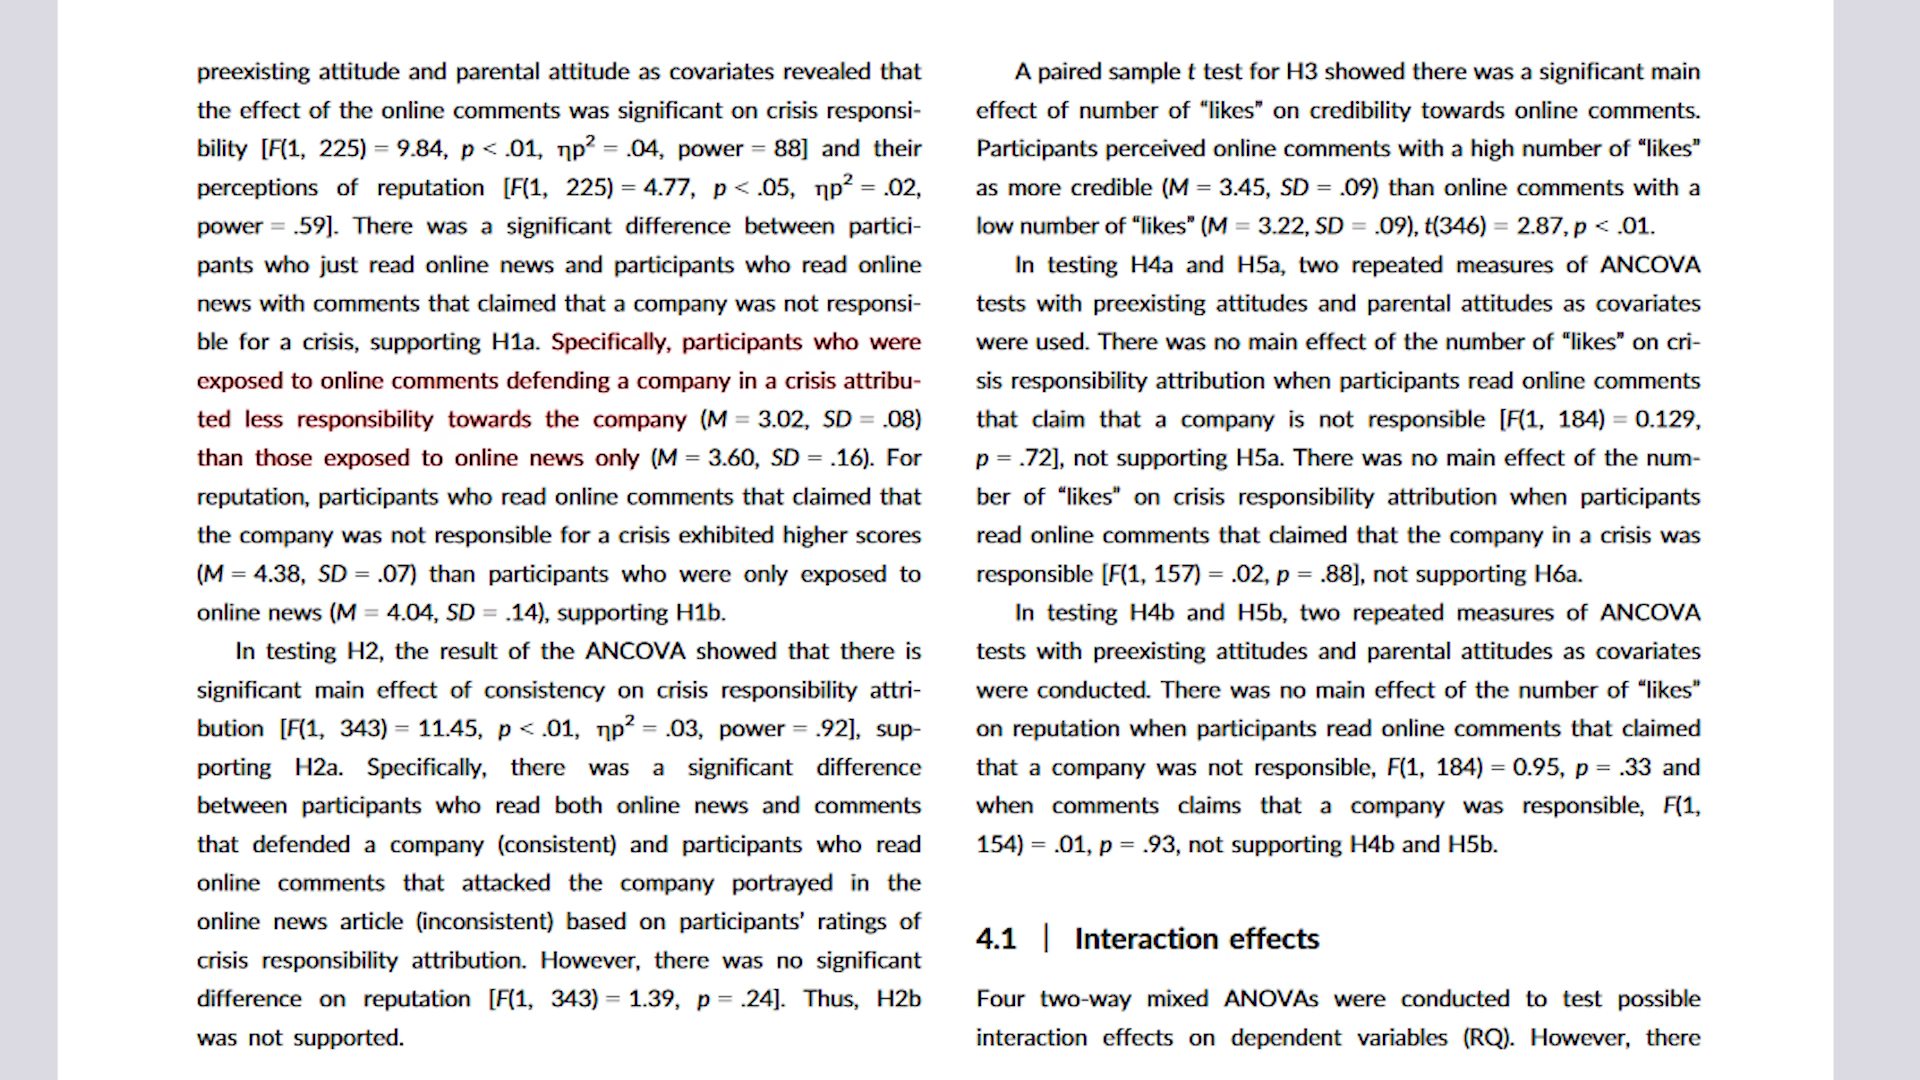 preexisting attitude and parental attitude as covariates revealed that
the effect of the online comments was significant on crisis responsi-
bility [F(1, 225) = 9.84, p < .01, ηp² = .04, power = 88] and their
perceptions of reputation [F(1, 225) = 4.77, p < .05, ηp² = .02,
power = .59]. There was a significant difference between partici-
pants who just read online news and participants who read online
news with comments that claimed that a company was not responsi-
ble for a crisis, supporting H1a. Specifically, participants who were
exposed to online comments defending a company in a crisis attribu-
ted less responsibility towards the company (M = 3.02, SD = .08)
than those exposed to online news only (M = 3.60, SD = .16). For
reputation, participants who read online comments that claimed that
the company was not responsible for a crisis exhibited higher scores
(M = 4.38, SD = .07) than participants who were only exposed to
online news (M = 4.04, SD = .14), supporting H1b.
In testing H2, the result of the ANCOVA showed that there is
significant main effect of consistency on crisis responsibility attri-
bution [F(1, 343) = 11.45, p < .01, ηp² = .03, power = .92], sup-
porting H2a. Specifically, there was a significant difference
between participants who read both online news and comments
that defended a company (consistent) and participants who read
online comments that attacked the company portrayed in the
online news article (inconsistent) based on participants' ratings of
crisis responsibility attribution. However, there was no significant
difference on reputation [F(1, 343) = 1.39, p = .24]. Thus, H2b
was not supported.
A paired sample t test for H3 showed there was a significant main
effect of number of “likes” on credibility towards online comments.
Participants perceived online comments with a high number of “likes”
as more credible (M = 3.45, SD = .09) than online comments with a
low number of “likes” (M = 3.22, SD = .09), t(346) = 2.87, p < .01.
In testing H4a and H5a, two repeated measures of ANCOVA
tests with preexisting attitudes and parental attitudes as covariates
were used. There was no main effect of the number of “likes” on cri-
sis responsibility attribution when participants read online comments
that claim that a company is not responsible [F(1, 184) = 0.129,
p = .72], not supporting H5a. There was no main effect of the num-
ber of “likes” on crisis responsibility attribution when participants
read online comments that claimed that the company in a crisis was
responsible [F(1, 157) = .02, p = .88], not supporting H6a.
In testing H4b and H5b, two repeated measures of ANCOVA
tests with preexisting attitudes and parental attitudes as covariates
were conducted. There was no main effect of the number of “likes”
on reputation when participants read online comments that claimed
that a company was not responsible, F(1, 184) = 0.95, p = .33 and
when comments claims that a company was responsible, F(1,
154) = .01, p = .93, not supporting H4b and H5b.
4.1 | Interaction effects
Four two-way mixed ANOVAs were conducted to test possible
interaction effects on dependent variables (RQ). However, there